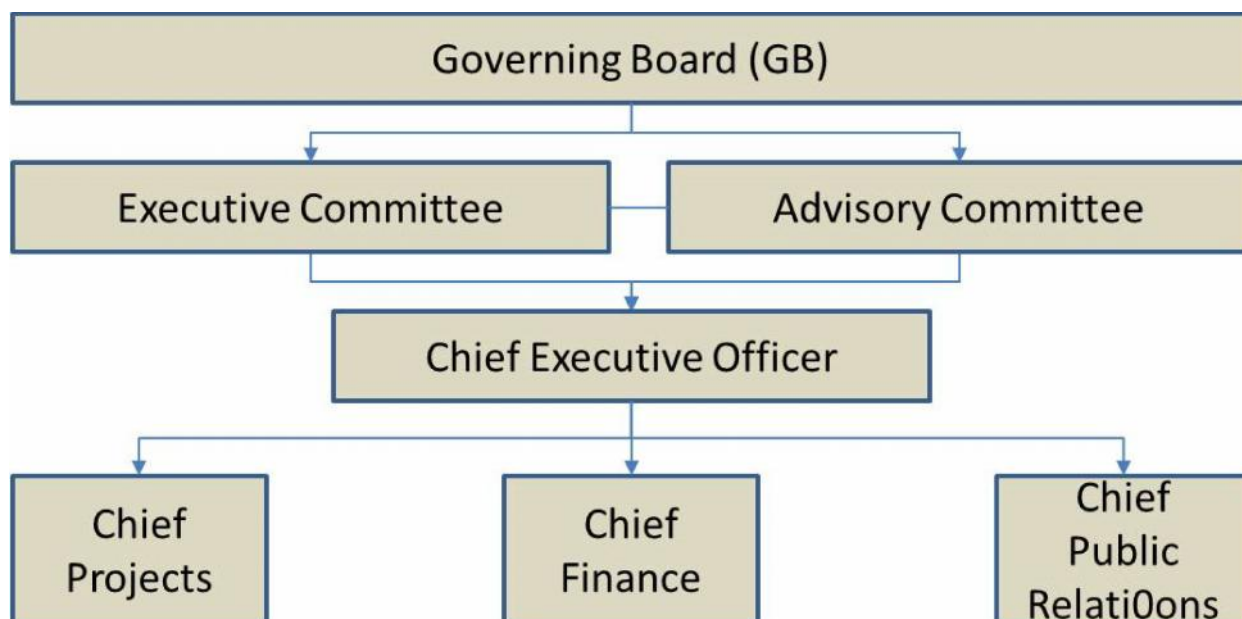 Governing Board (GB)
Executive Committee
Advisory Committee
Chief Executive Officer
Chief
Projects
Chief
Finance
Chief
Public
Relati0ons